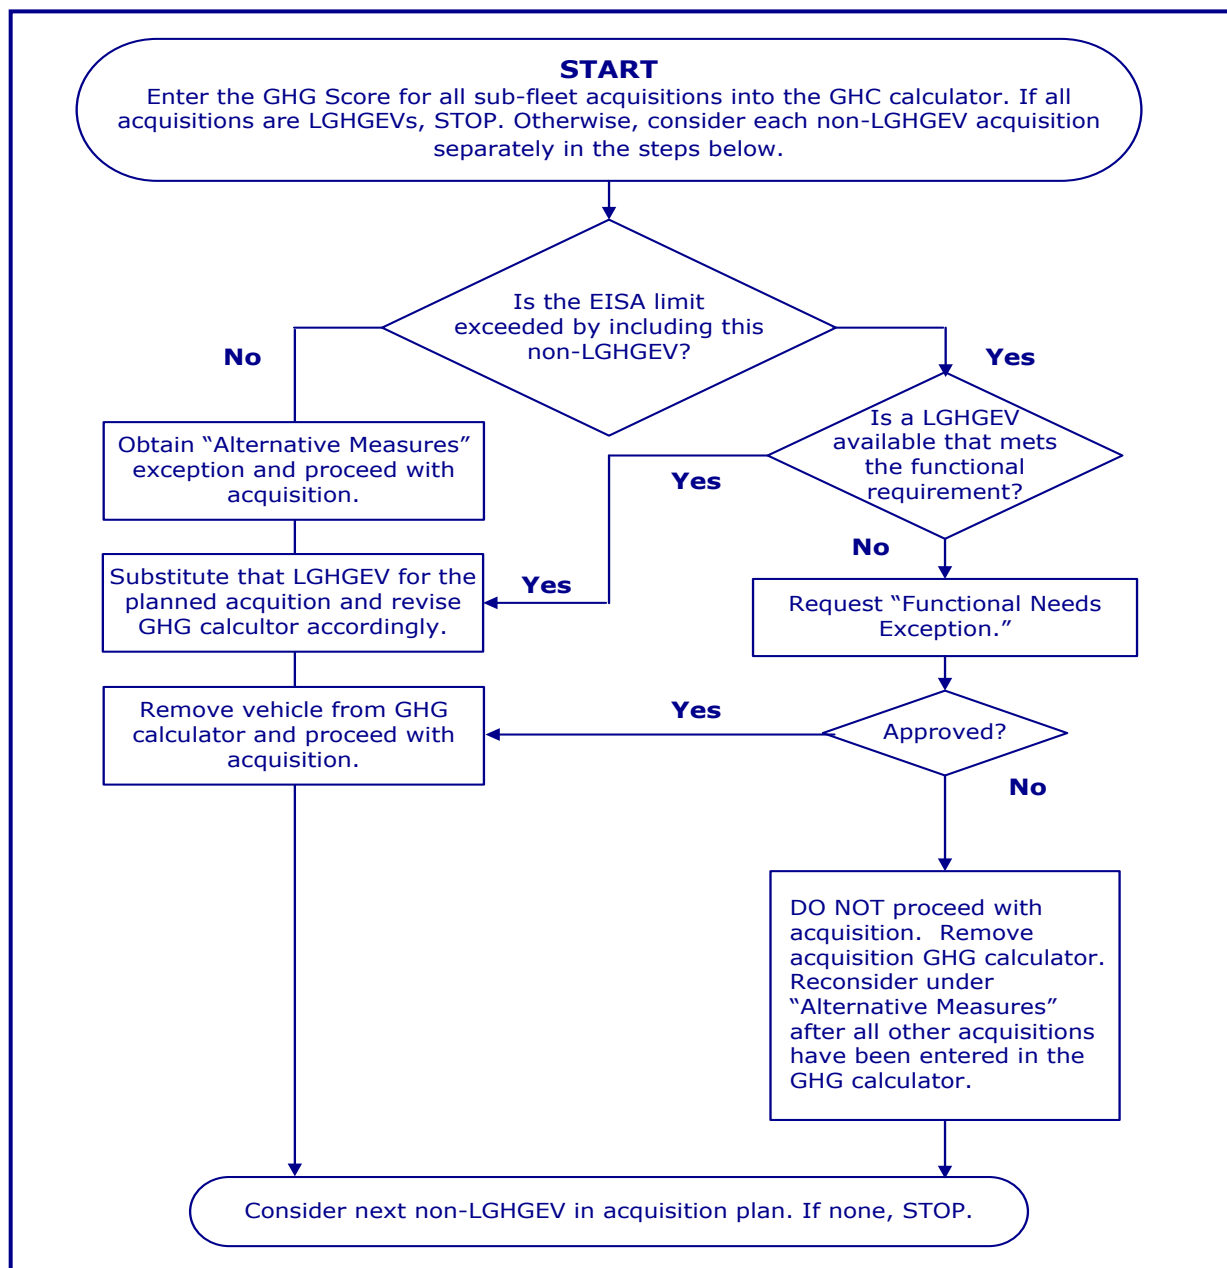 START
Enter the GHG Score for all sub-fleet acquisitions into the GHC calculator. If all
acquisitions are LGHGEVs, STOP. Otherwise, consider each non-LGHGEV acquisition
separately in the steps below.
Is the EISA limit
exceeded by including this
non-LGHGEV?
No
Yes
Obtain “Alternative Measures”
exception and proceed with
acquisition.
Is a LGHGEV
available that mets
the functional
requirement?
Yes
No
Substitute that LGHGEV for the
planned acquition and revise
GHG calcultor accordingly.
Yes
Request “Functional Needs
Exception.”
Remove vehicle from GHG
calculator and proceed with
acquisition.
Yes
Approved?
No
DO NOT proceed with
acquisition.  Remove
acquisition GHG calculator.
Reconsider under
“Alternative Measures”
after all other acquisitions
have been entered in the
GHG calculator.
Consider next non-LGHGEV in acquisition plan. If none, STOP.